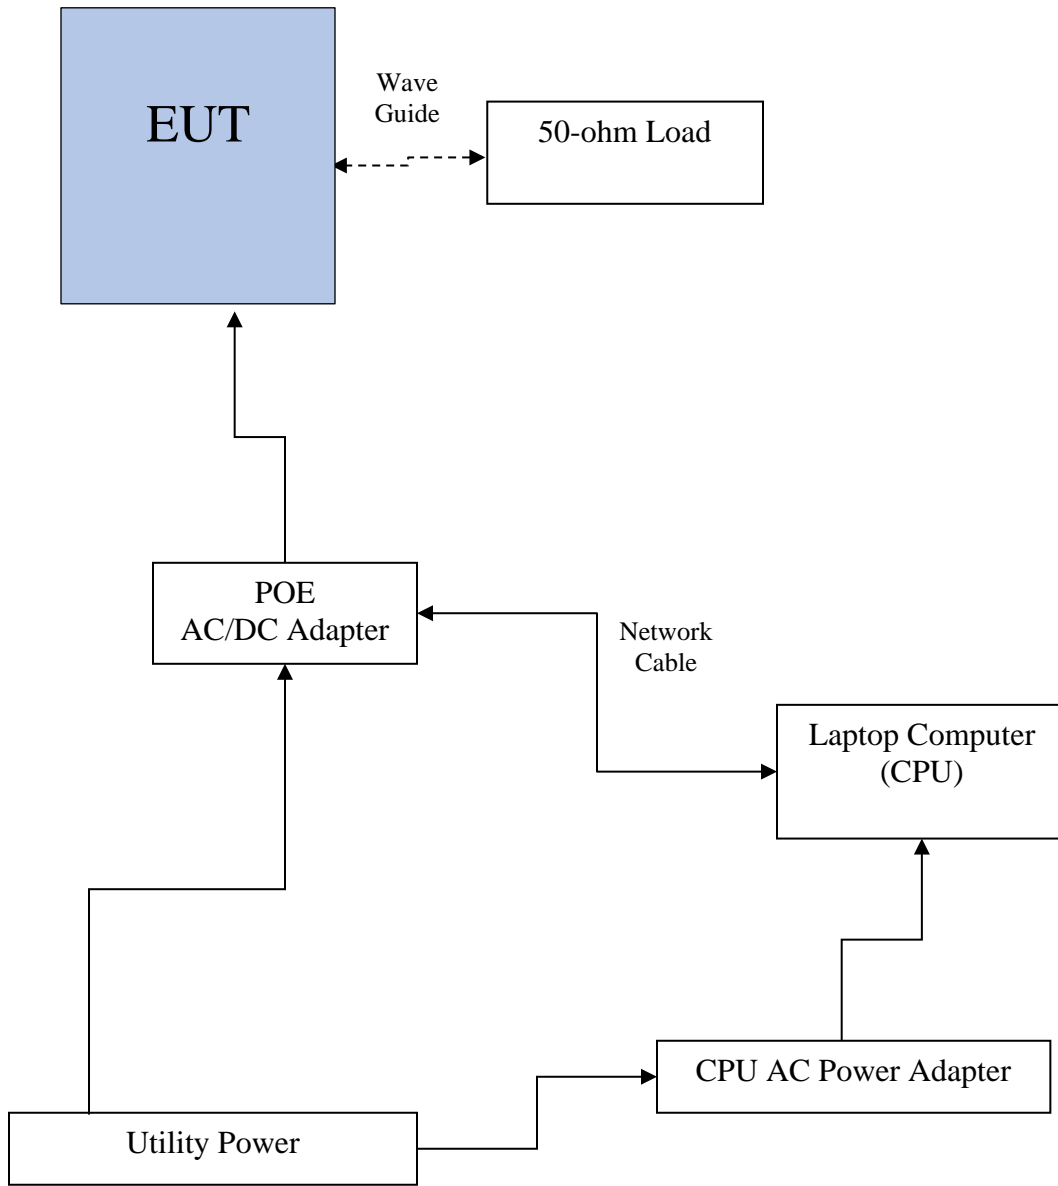 EUT
Wave
Guide
50-ohm Load
POE
AC/DC Adapter
Network
Cable
Laptop Computer
(CPU)
CPU AC Power Adapter
Utility Power